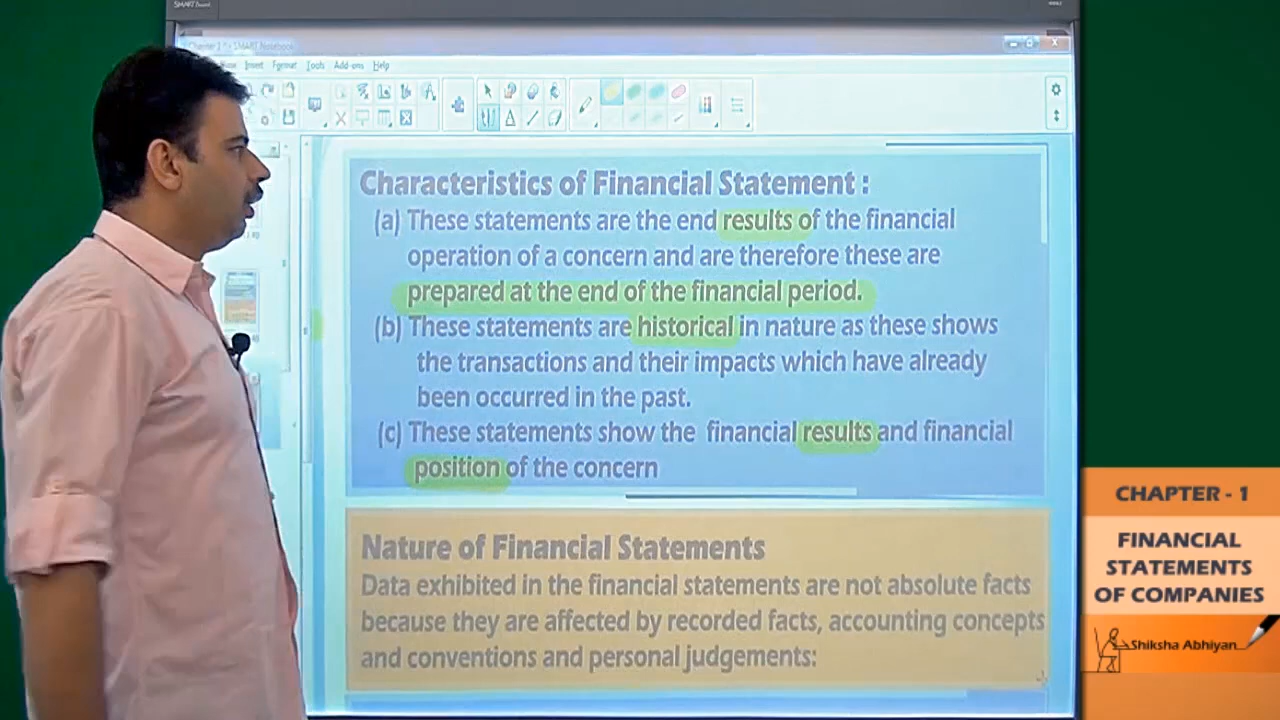 SMART
Chapter 1 * - SMART Notebook
Insert Format Tools Add-ons Help
Characteristics of Financial Statement :
(a) These statements are the end results of the financial
operation of a concern and are therefore these are
prepared at the end of the financial period.
(b) These statements are historical in nature as these shows
the transactions and their impacts which have already
been occurred in the past.
(c) These statements show the financial results and financial
position of the concern
Nature of Financial Statements
Data exhibited in the financial statements are not absolute facts
because they are affected by recorded facts, accounting concepts
and conventions and personal judgements:
CHAPTER - 1
FINANCIAL
STATEMENTS
OF COMPANIES
Shiksha Abhiyan